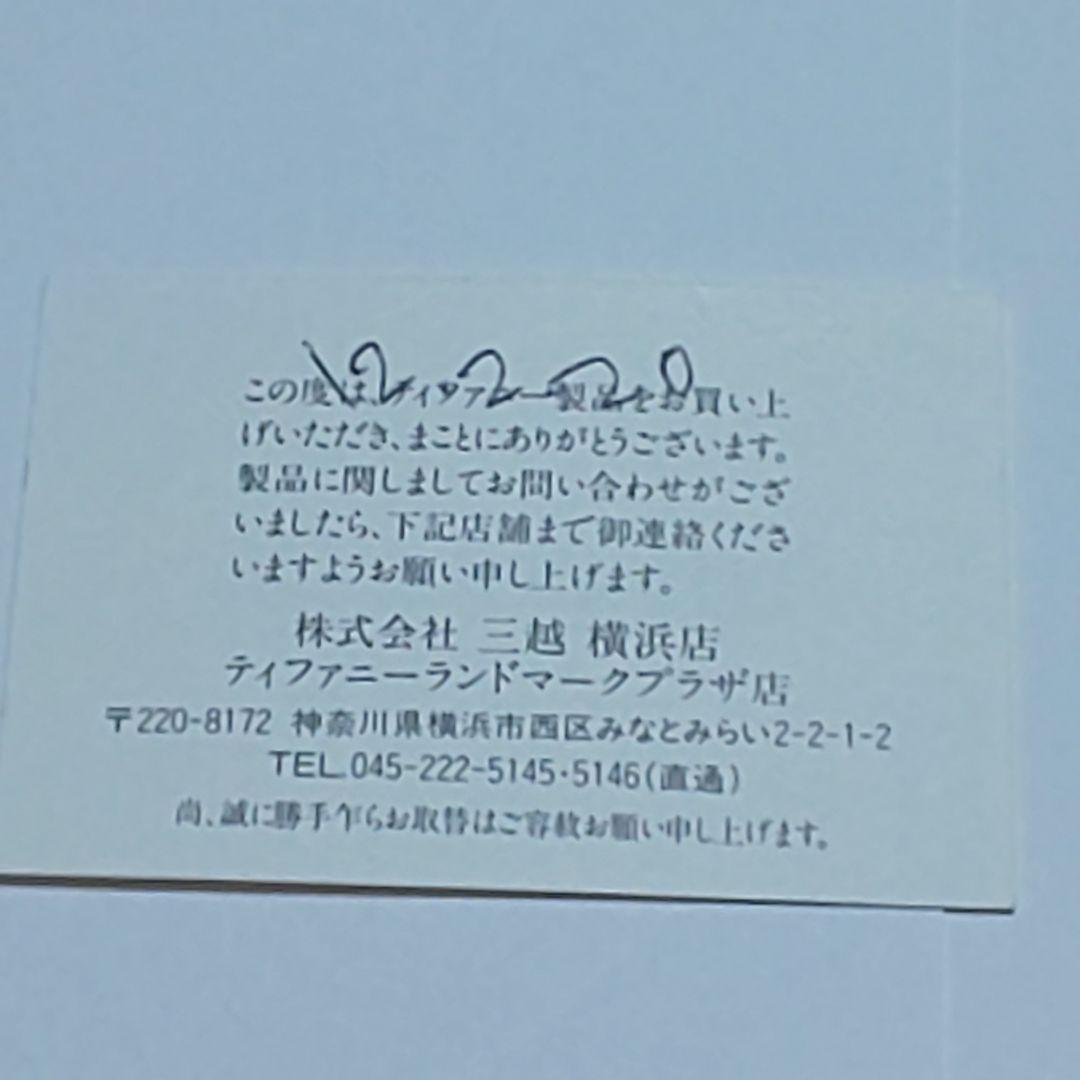 この度は、ティファニー製品をお買い上
げいただき、まことにありがとうございます。
製品に関しましてお問い合わせがござ
いましたら、下記店舗まで御連絡くださ
いますようお願い申し上げます。
株式会社 三越 横浜店
ティファニーランドマークプラザ店
〒220-8172 神奈川県横浜市西区みなとみらい2-2-1-2
TEL.045-222-5145・5146(直通)
尚、誠に勝手乍らお取替はご容赦お願い申し上げます。